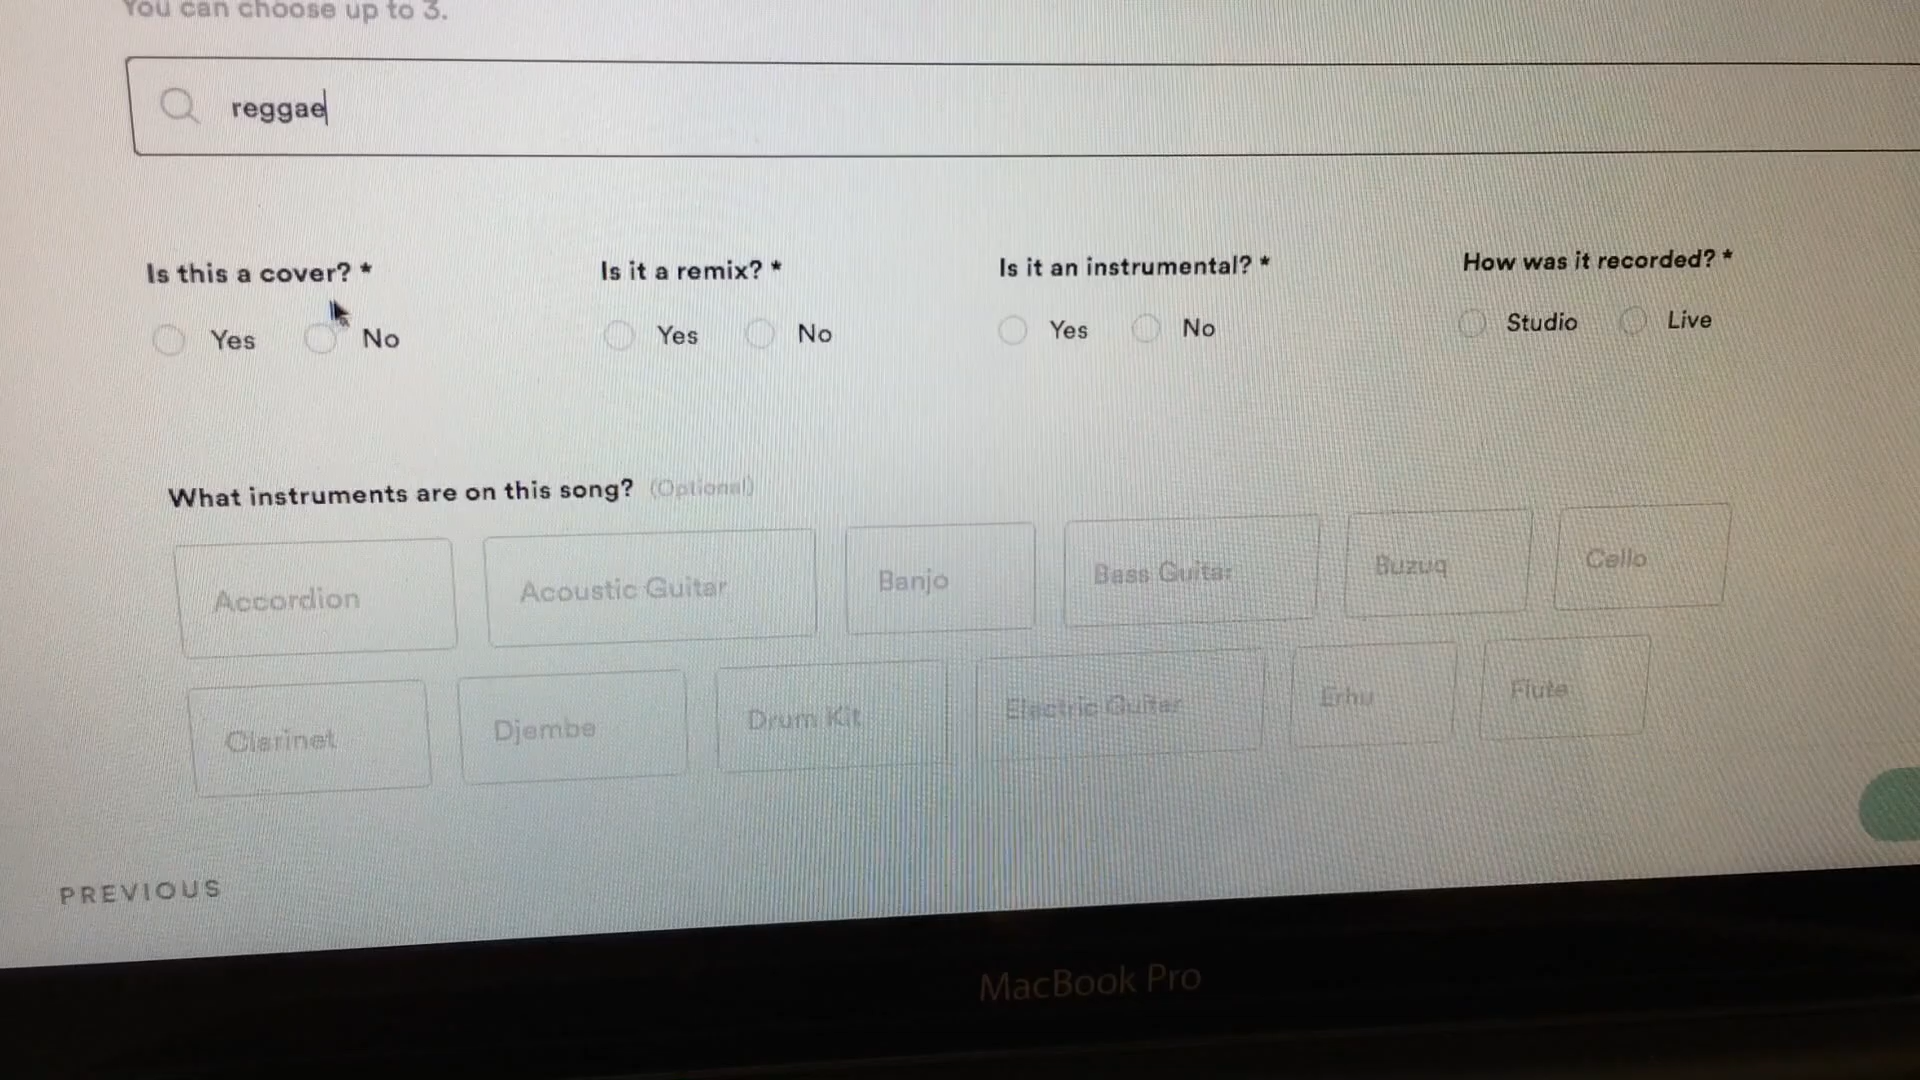 You can choose up to 3.
reggae
Is this a cover? * Is it a remix? * Is it an instrumental? * How was it recorded? *
Yes No Yes No Yes No Studio Live
What instruments are on this song? (Optional)
Accordion Acoustic Guitar Banjo Bass Guitar Buzuq Cello
Clarinet Djembe Drum Kit Electric Guitar Erhu Flute
PREVIOUS
MacBook Pro